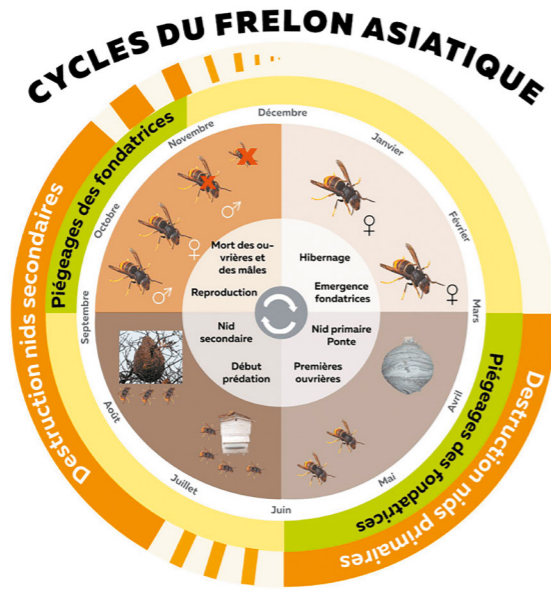 CYCLES DU FRELON ASIATIQUE
Destruction nids secondaires
Piégeages des fondatrices
Décembre
Janvier
Février
Mars
Avril
Mai
Juin
Juillet
Août
Septembre
Octobre
Novembre
♂
♀
♂
♀
♀
Mort des ou-
vrières et
des mâles
Reproduction
Hibernage
Emergence
fondatrices
Nid
secondaire
Début
prédation
Nid primaire
Ponte
Premières
ouvrières
Piégeages des fondatrices
Destruction nids primaires